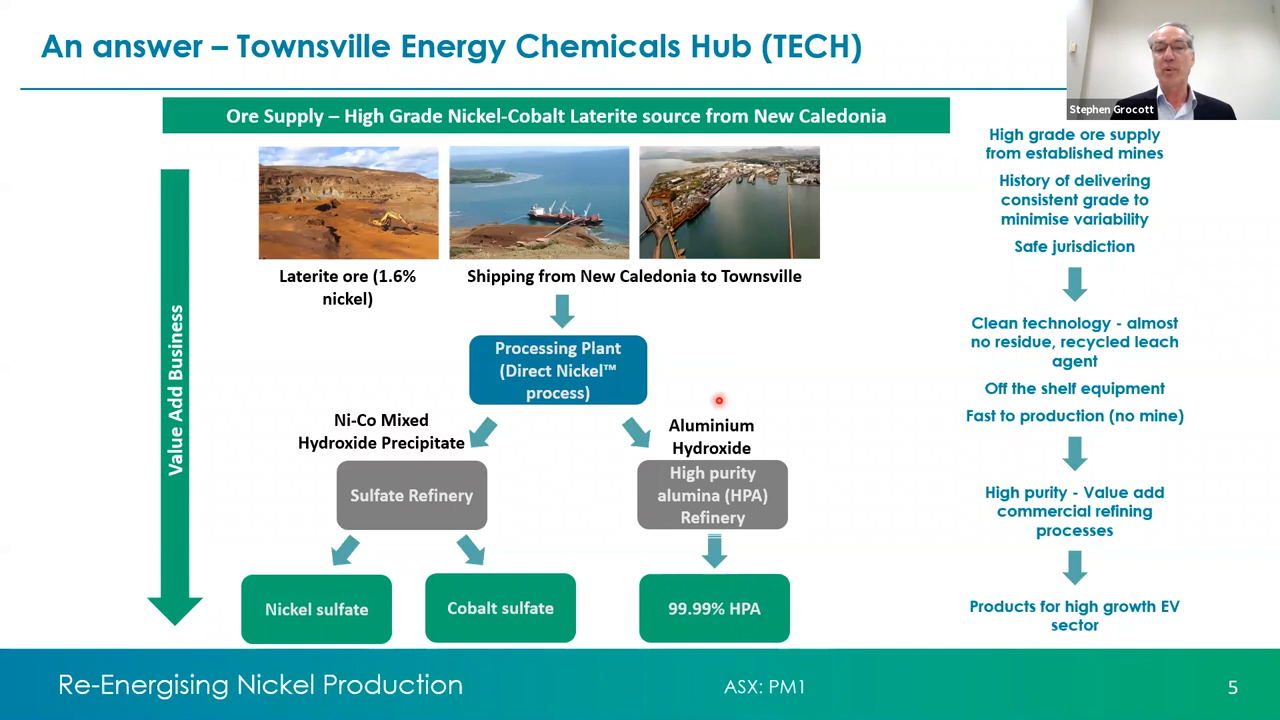 An answer – Townsville Energy Chemicals Hub (TECH)
Stephen Grocott
Ore Supply – High Grade Nickel-Cobalt Laterite source from New Caledonia
Value Add Business
Laterite ore (1.6%
nickel)
Shipping from New Caledonia to Townsville
Processing Plant
(Direct Nickel™
process)
Ni-Co Mixed
Hydroxide Precipitate
Aluminium
Hydroxide
Sulfate Refinery
High purity
alumina (HPA)
Refinery
Nickel sulfate
Cobalt sulfate
99.99% HPA
High grade ore supply
from established mines
History of delivering
consistent grade to
minimise variability
Safe jurisdiction
Clean technology - almost
no residue, recycled leach
agent
Off the shelf equipment
Fast to production (no mine)
High purity - Value add
commercial refining
processes
Products for high growth EV
sector
Re-Energising Nickel Production
ASX: PM1
5